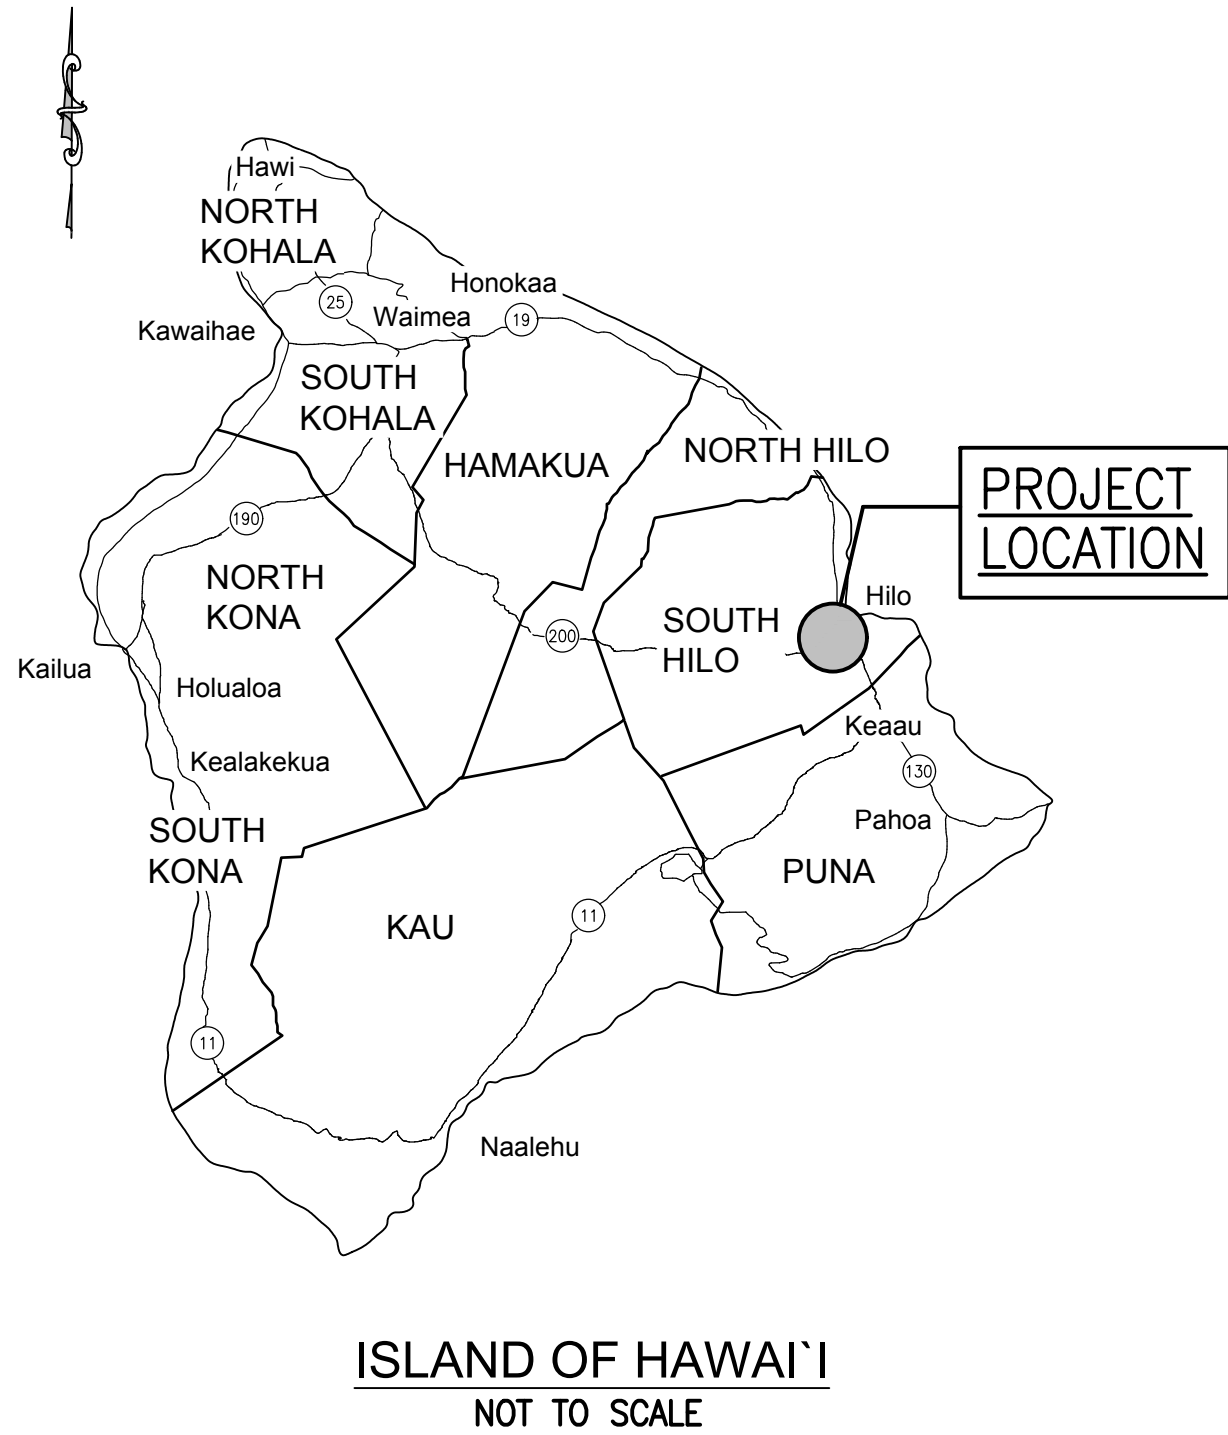 Hawi
NORTH
KOHALA
Honokaa
25
Waimea
19
Kawaihae
SOUTH
KOHALA
NORTH HILO
HAMAKUA
PROJECT
LOCATION
190
NORTH
KONA
Hilo
SOUTH
HILO
200
Kailua
Holualoa
Keaau
Kealakekua
130
Pahoa
SOUTH
KONA
PUNA
KAU
11
11
Naalehu
ISLAND OF HAWAI`I
NOT TO SCALE